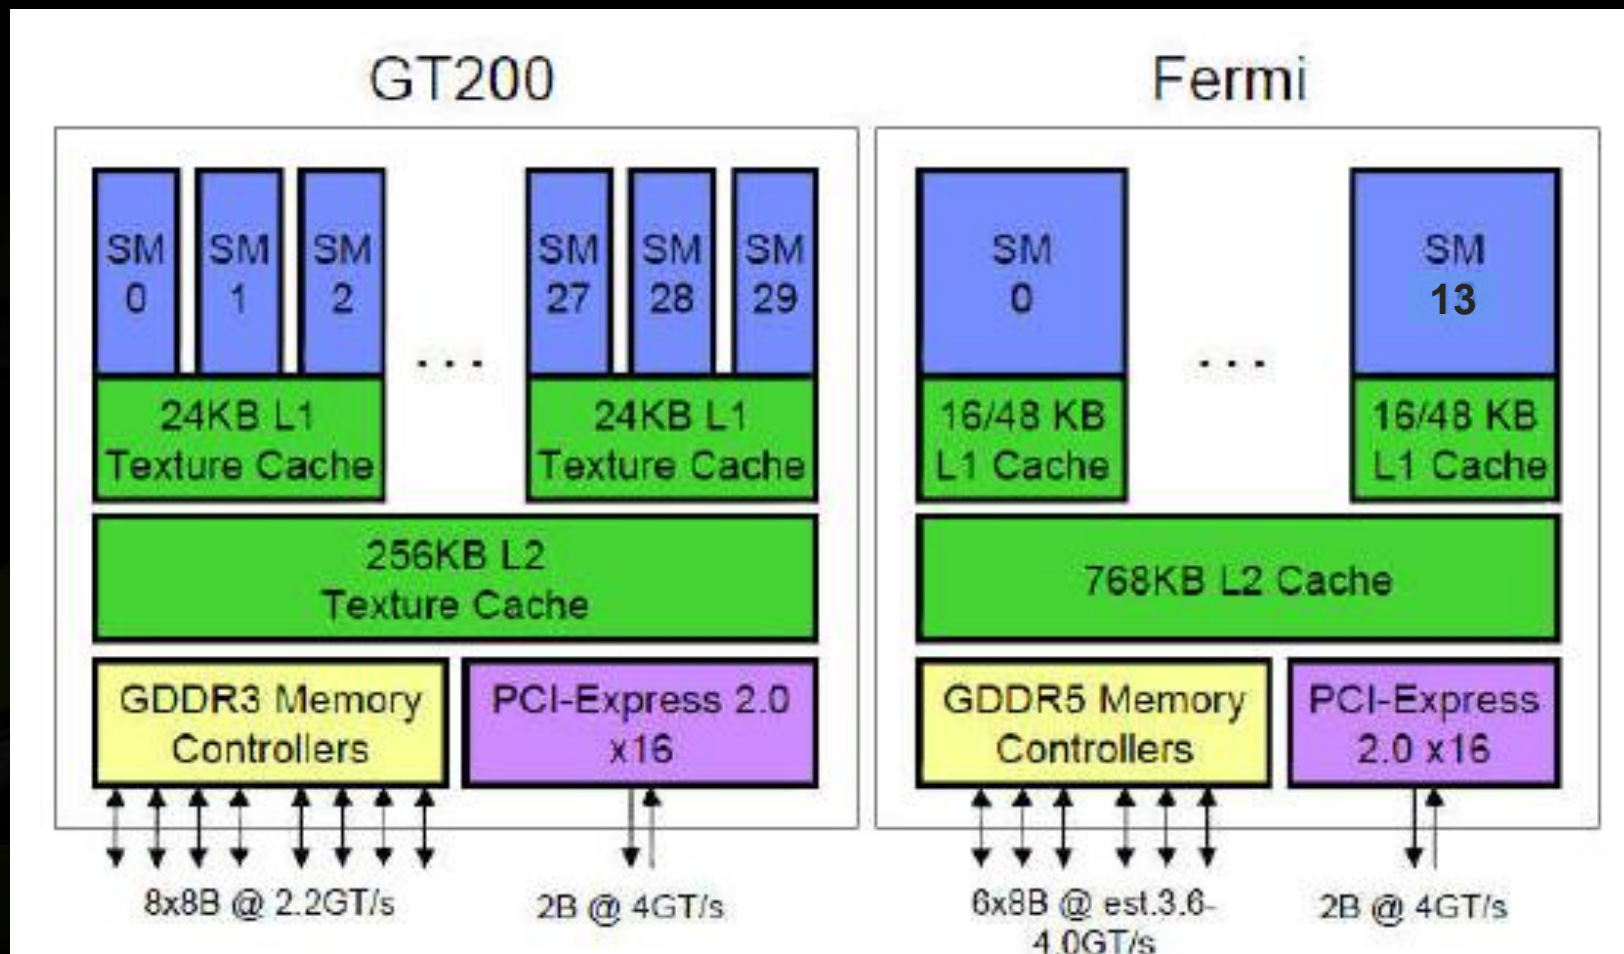 GT200
SM
0
SM
1
SM
2
. . .
SM
27
SM
28
SM
29
24KB L1
Texture Cache
24KB L1
Texture Cache
256KB L2
Texture Cache
GDDR3 Memory
Controllers
PCI-Express 2.0
x16
8x8B @ 2.2GT/s
2B @ 4GT/s
Fermi
SM
0
. . .
SM
13
16/48 KB
L1 Cache
16/48 KB
L1 Cache
768KB L2 Cache
GDDR5 Memory
Controllers
PCI-Express
2.0 x16
6x8B @ est.3.6-
4.0GT/s
2B @ 4GT/s